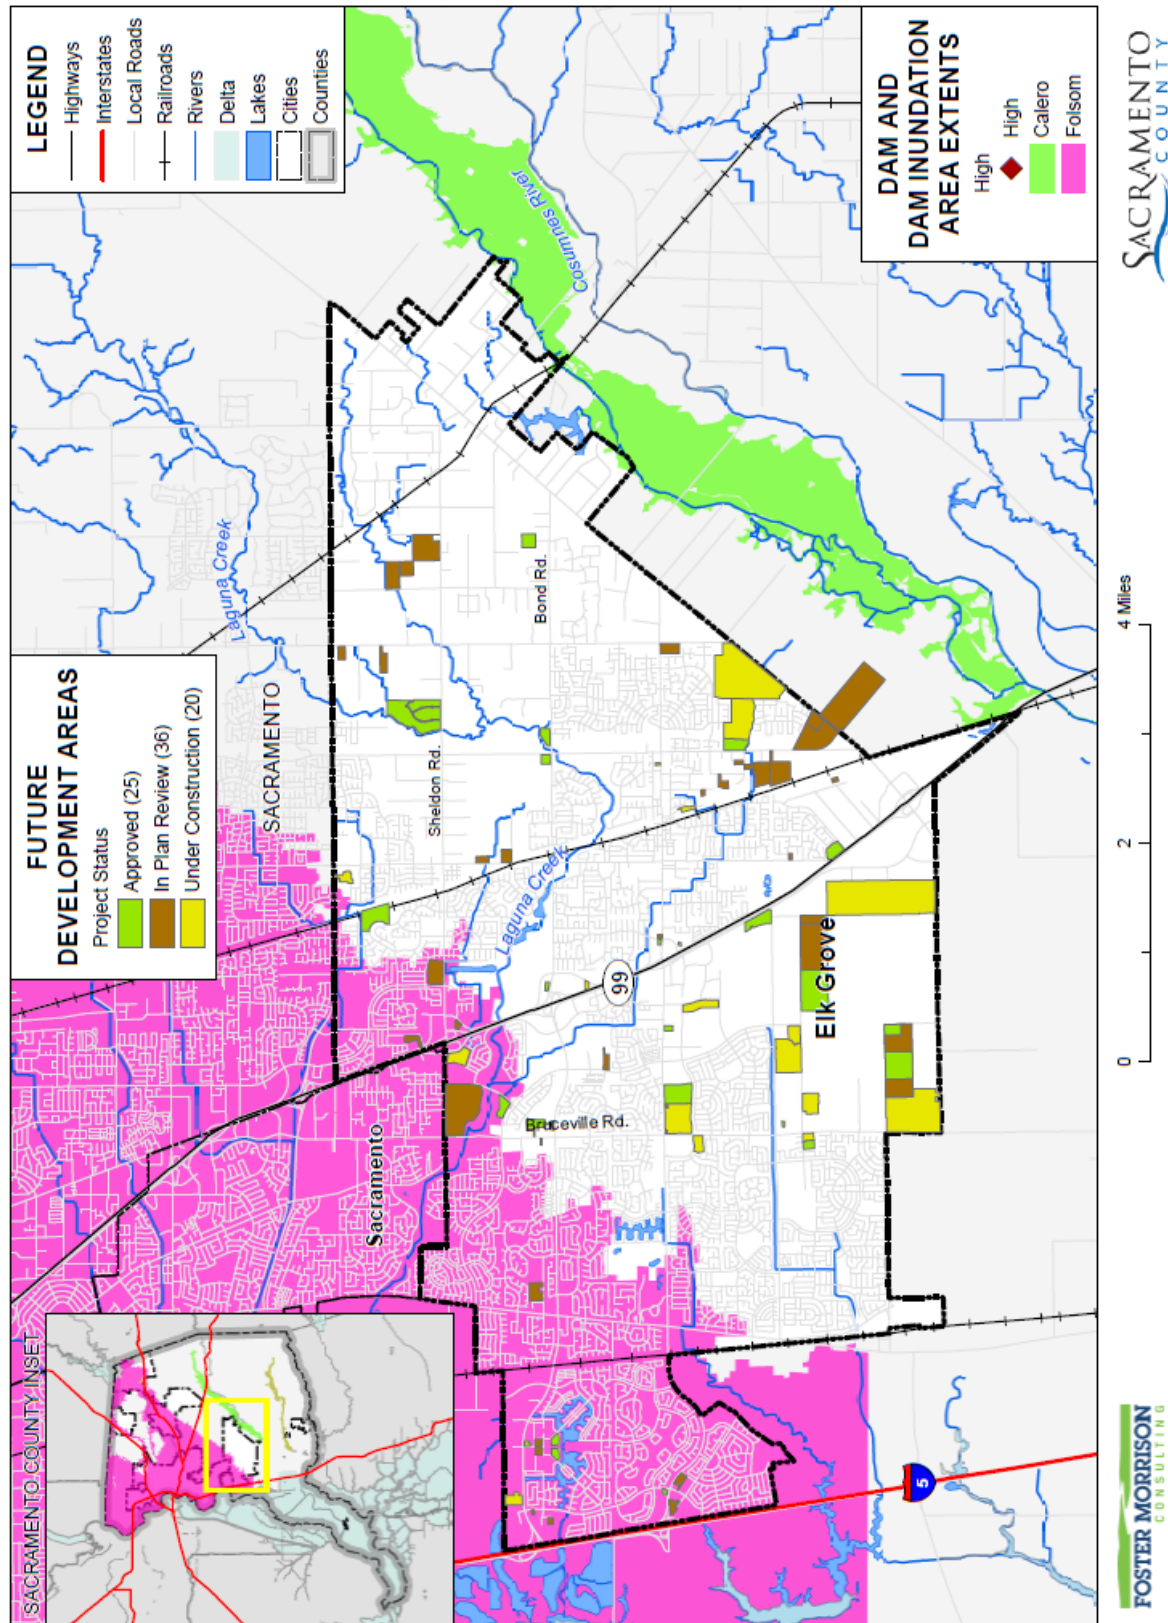 SACRAMENTO COUNTY INSET
FUTURE
DEVELOPMENT AREAS
Project Status
Approved (25)
In Plan Review (36)
Under Construction (20)
LEGEND
Highways
Interstates
Local Roads
Railroads
Rivers
Delta
Lakes
Cities
Counties
SACRAMENTO
Laguna Creek
Sacramento
Sheldon Rd.
Laguna Creek
Bond Rd.
Cosumnes River
Bruceville Rd.
99
Elk Grove
5
DAM AND
DAM INUNDATION
AREA EXTENTS
High
High
Calero
Folsom
FOSTER MORRISON
CONSULTING
0
2
4 Miles
SACRAMENTO
COUNTY